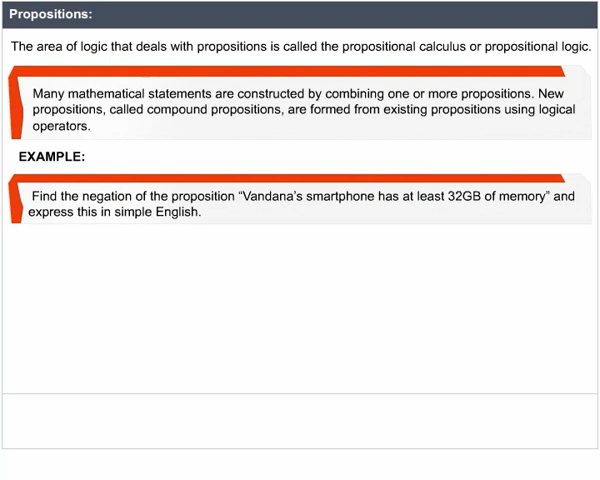 Propositions:
The area of logic that deals with propositions is called the propositional calculus or propositional logic.
Many mathematical statements are constructed by combining one or more propositions. New
propositions, called compound propositions, are formed from existing propositions using logical
operators.
EXAMPLE:
Find the negation of the proposition “Vandana’s smartphone has at least 32GB of memory” and
express this in simple English.